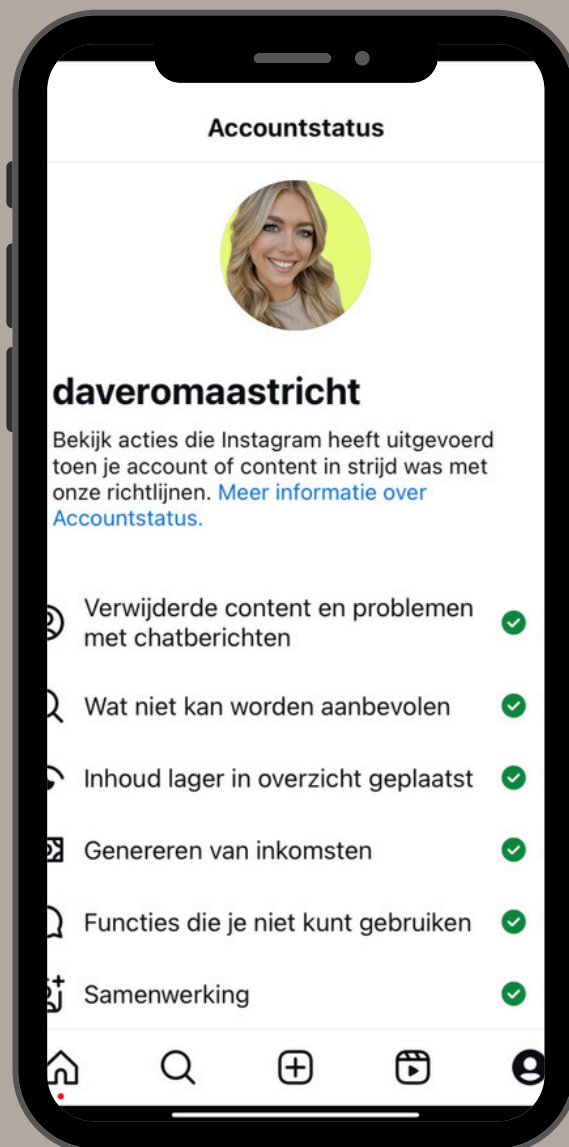 Accountstatus
daveromaastricht
Bekijk acties die Instagram heeft uitgevoerd
toen je account of content in strijd was met
onze richtlijnen. Meer informatie over
Accountstatus.
Verwijderde content en problemen
met chatberichten
Wat niet kan worden aanbevolen
Inhoud lager in overzicht geplaatst
Genereren van inkomsten
Functies die je niet kunt gebruiken
Samenwerking